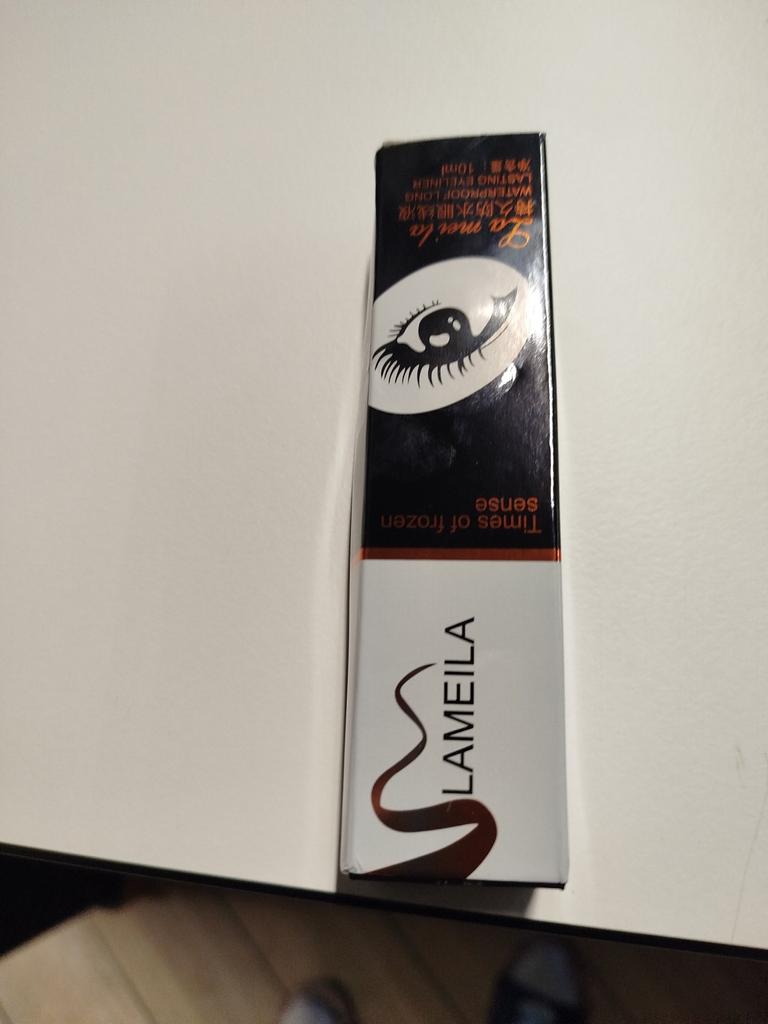 La mei la
持久防水眼线液
WATERPROOF LONG
LASTING EYELINER
净含量：10ml
Times of frozen
sense
LAMEILA